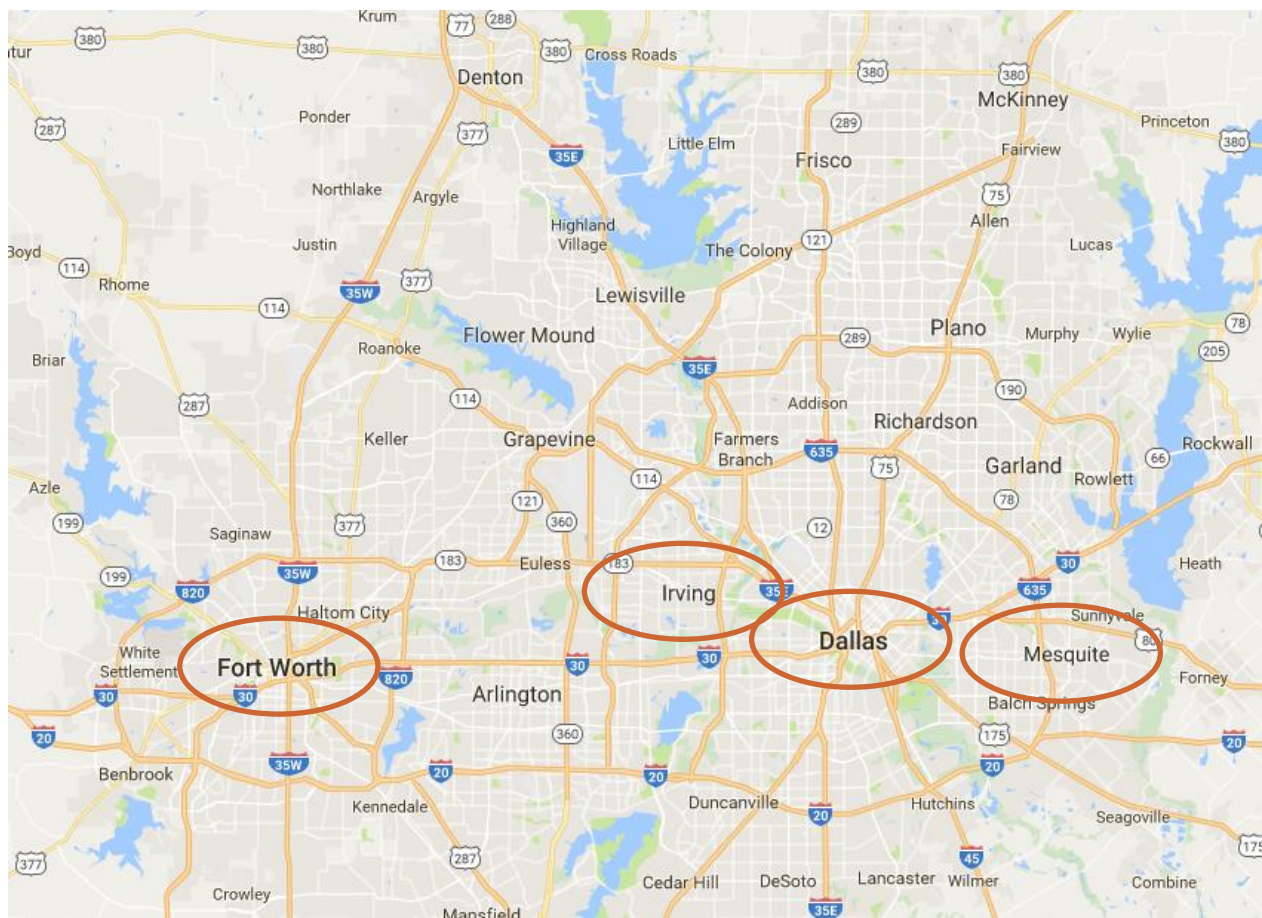 Krum
77
288
380
tur
380
380
Cross Roads
380
380
380
Denton
McKinney
Ponder
287
377
289
Princeton
Little Elm
380
35E
Frisco
Fairview
Northlake
Argyle
75
Allen
Highland
Village
Justin
121
Lucas
Boyd
114
The Colony
Rhome
377
35W
114
Lewisville
Flower Mound
Plano
78
Murphy
Wylie
289
Roanoke
205
Briar
35E
190
287
114
Addison
Richardson
Keller
Grapevine
Farmers
Branch
635
Rockwall
66
75
Garland
114
Rowlett
Azle
121
78
199
377
360
12
Saginaw
183
Euless
183
30
Heath
35W
199
820
Irving
35E
635
Haltom City
Sunnyvale
80
Dallas
White
Settlement
Fort Worth
Mesquite
30
30
820
Forney
30
30
Arlington
Balch Springs
20
360
175
20
35W
20
20
20
Benbrook
Kennedale
Duncanville
Hutchins
20
Seagoville
377
287
45
175
Crowley
Cedar Hill
DeSoto
Lancaster
Wilmer
Combine
Mansfield
35E